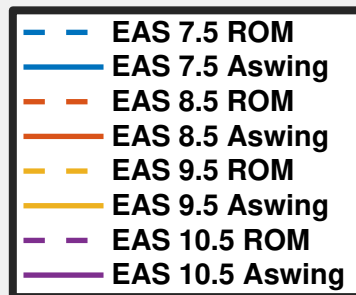 EAS 7.5 ROM
EAS 7.5 Aswing
EAS 8.5 ROM
EAS 8.5 Aswing
EAS 9.5 ROM
EAS 9.5 Aswing
EAS 10.5 ROM
EAS 10.5 Aswing